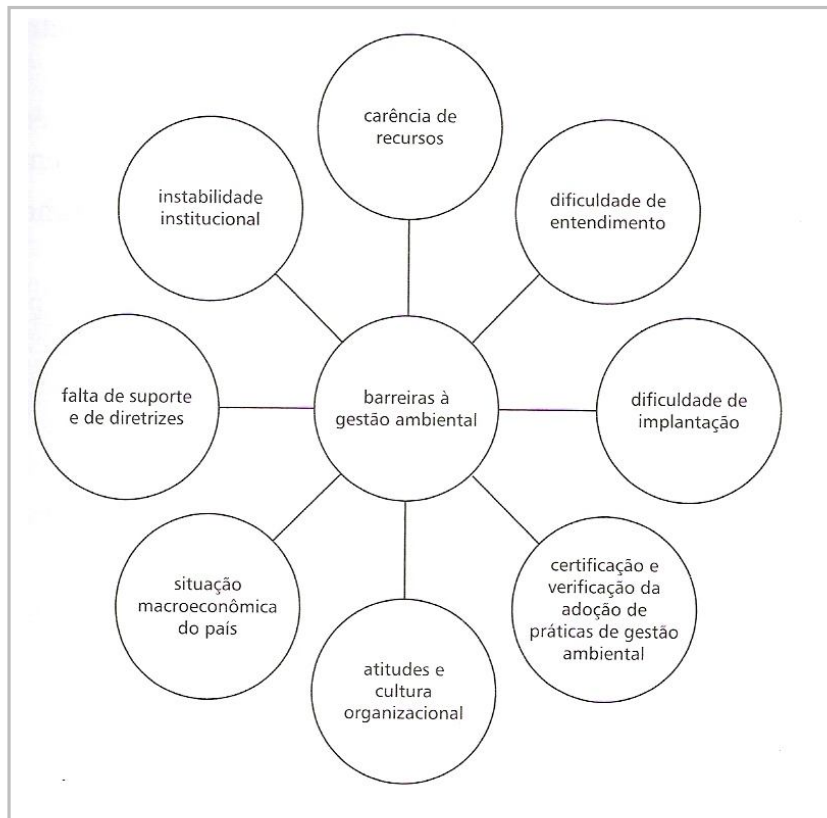 carência de
recursos
dificuldade de
entendimento
dificuldade de
implantação
certificação e
verificação da
adoção de
práticas de gestão
ambiental
atitudes e
cultura
organizacional
situação
macroeconômica
do país
falta de suporte
e de diretrizes
instabilidade
institucional
barreiras à
gestão ambiental